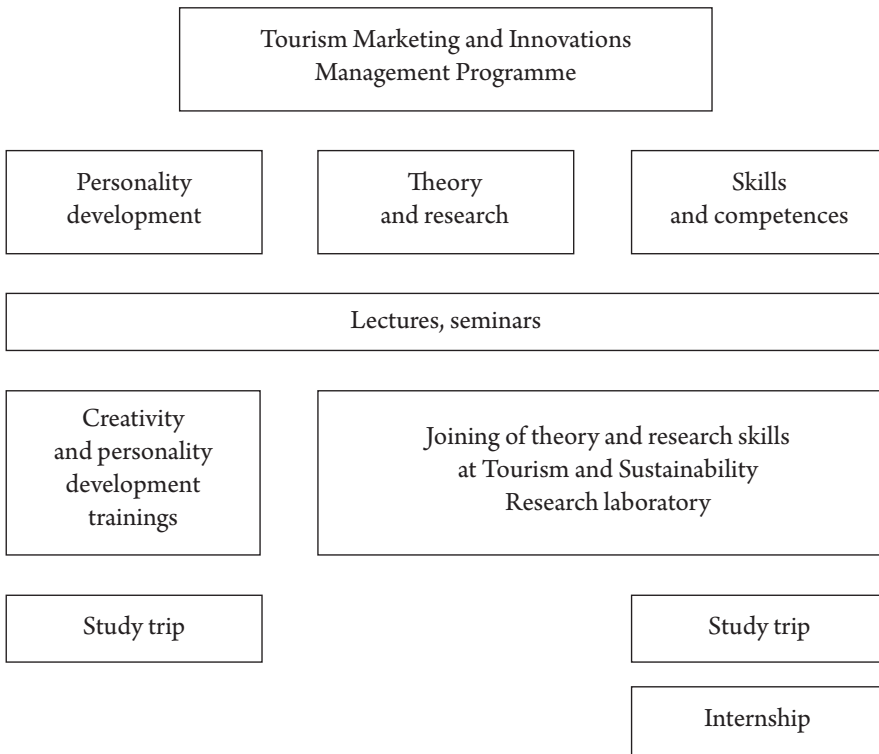 Tourism Marketing and Innovations
Management Programme
Personality
development
Theory
and research
Skills
and competences
Lectures, seminars
Creativity
and personality
development
trainings
Joining of theory and research skills
at Tourism and Sustainability
Research laboratory
Study trip
Study trip
Internship